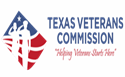 TEXAS VETERANS
COMMISSION
"Helping Veterans Starts Here"